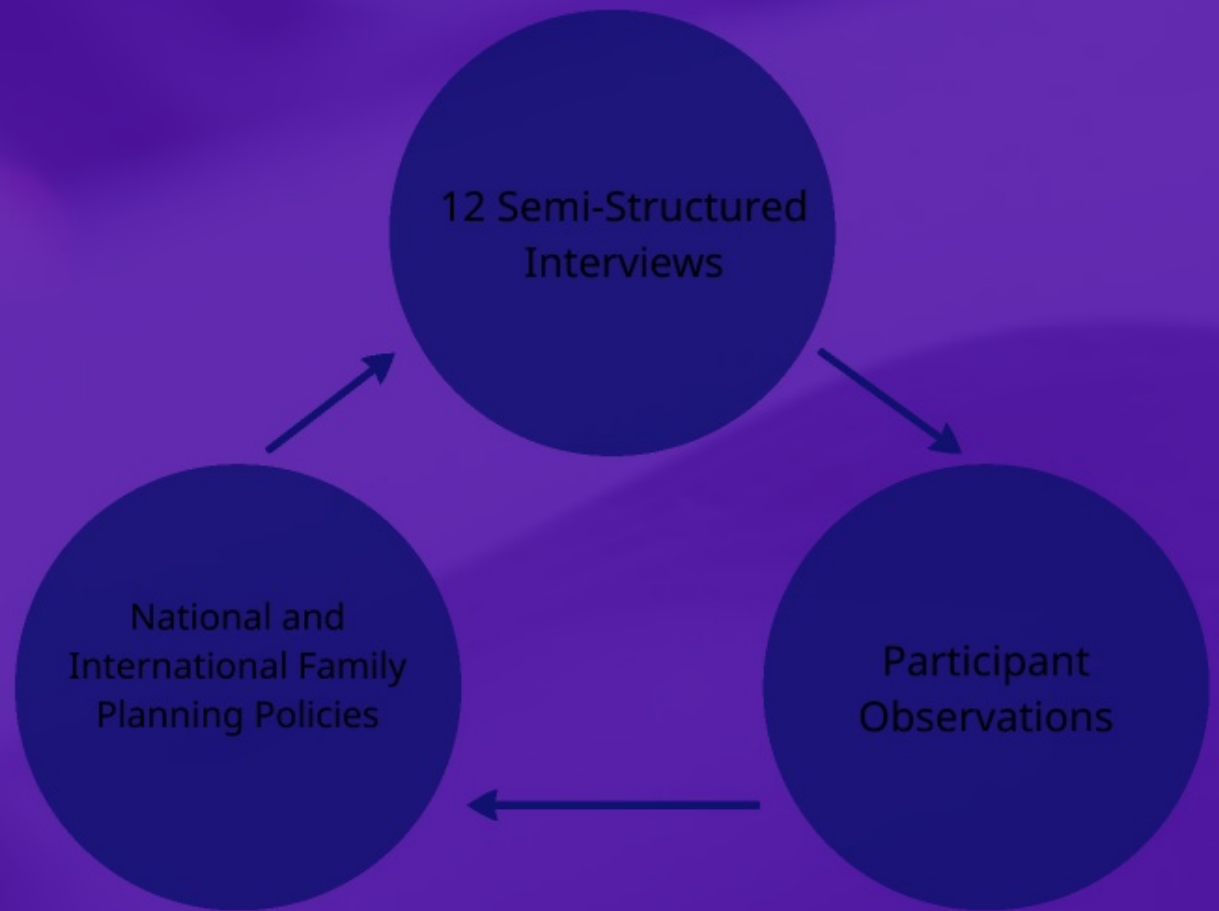 12 Semi-Structured
Interviews
National and
International Family
Planning Policies
Participant
Observations